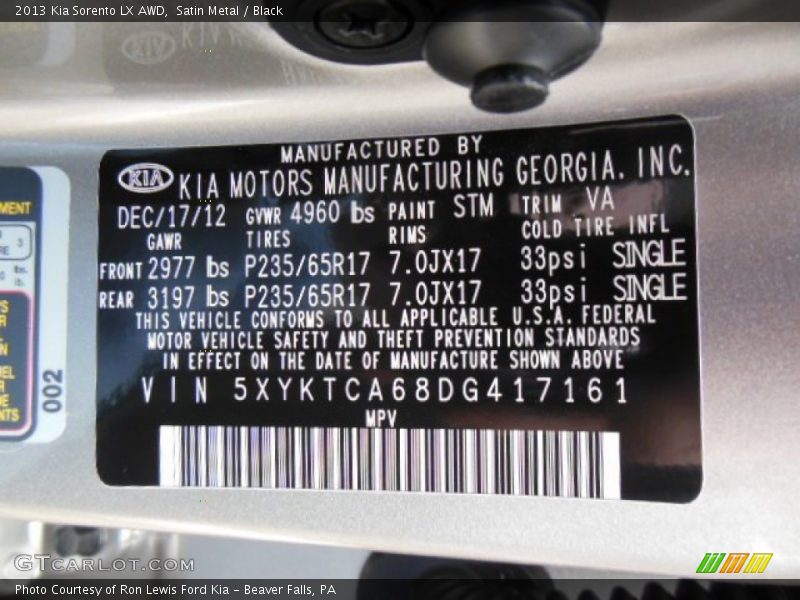 2013 Kia Sorento LX AWD, Satin Metal / Black
MANUFACTURED BY
KIA KIA MOTORS MANUFACTURING GEORGIA. INC.
DEC/17/12 GVWR 4960 lbs PAINT STM TRIM VA
GAWR TIRES RIMS COLD TIRE INFL
FRONT 2977 lbs P235/65R17 7.0JX17 33psi SINGLE
REAR 3197 lbs P235/65R17 7.0JX17 33psi SINGLE
THIS VEHICLE CONFORMS TO ALL APPLICABLE U.S.A. FEDERAL
MOTOR VEHICLE SAFETY AND THEFT PREVENTION STANDARDS
IN EFFECT ON THE DATE OF MANUFACTURE SHOWN ABOVE
VIN 5XYKTCA68DG417161
MPV
002
GTCARLOT.COM
Photo Courtesy of Ron Lewis Ford Kia - Beaver Falls, PA